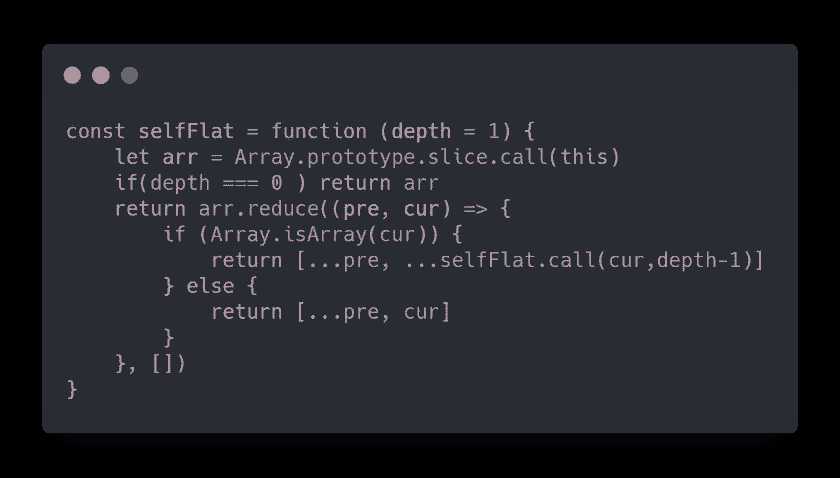 const selfFlat = function (depth = 1) {
    let arr = Array.prototype.slice.call(this)
    if(depth === 0 ) return arr
    return arr.reduce((pre, cur) => {
        if (Array.isArray(cur)) {
            return [...pre, ...selfFlat.call(cur,depth-1)]
        } else {
            return [...pre, cur]
        }
    }, [])
}